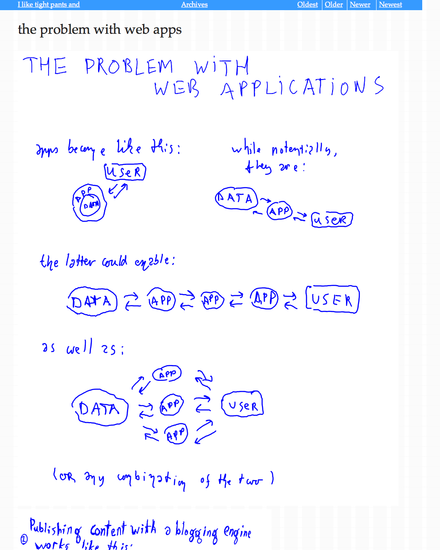 I like tight pants and Archives Oldest Older Newer Newest
the problem with web apps
THE PROBLEM WITH
WEB APPLICATIONS
apps become like this:
while potentially,
they are:
USER
APP
DATA
DATA
APP
USER
the latter could enable:
DATA APP APP APP USER
as well as:
APP
DATA APP USER
APP
(or any combination of the two)
Publishing content with a blogging engine
① works like this: